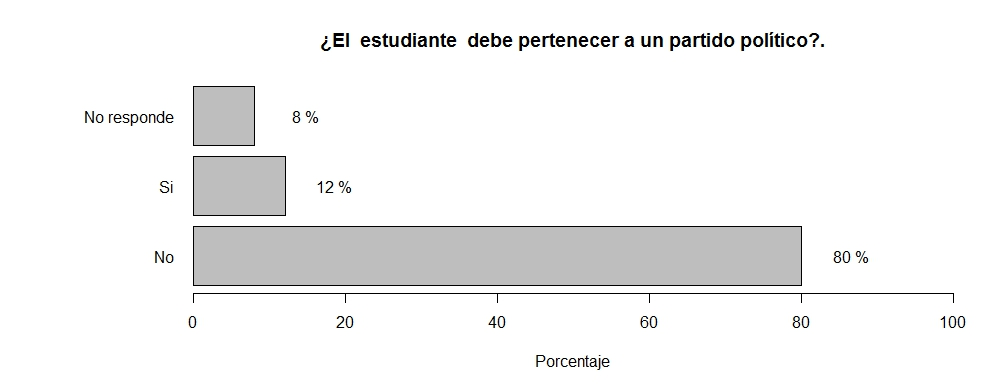 ¿El estudiante debe pertenecer a un partido político?.
No responde
8 %
Si
12 %
No
80 %
0 20 40 60 80 100
Porcentaje